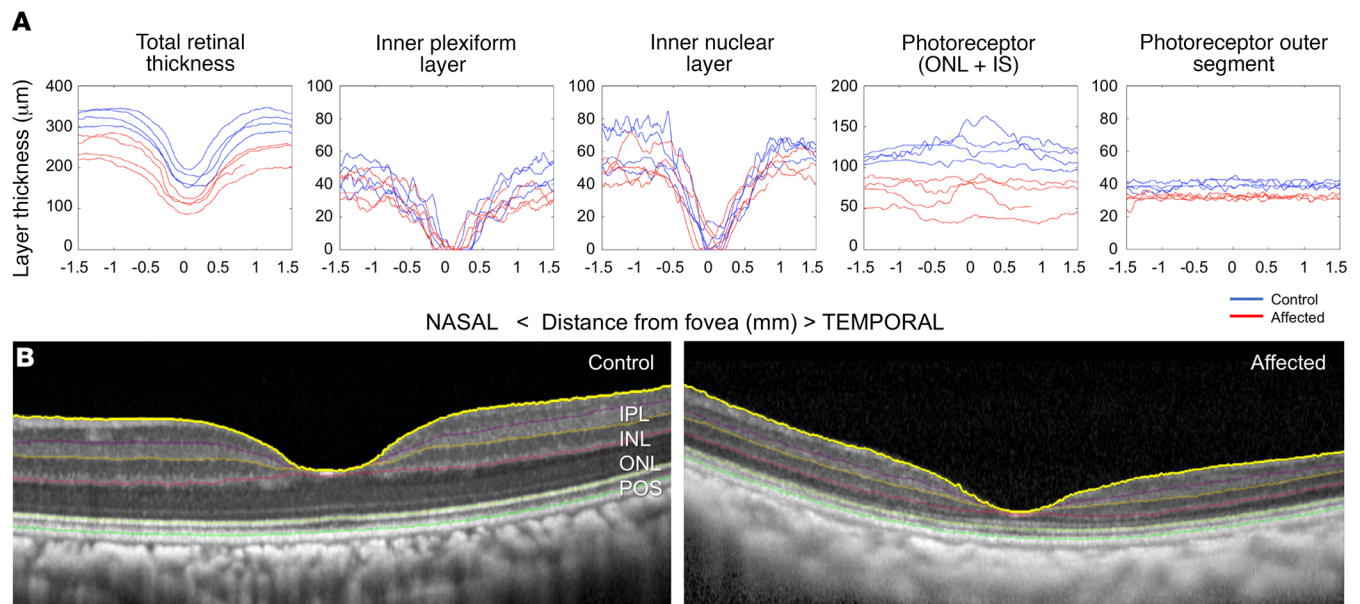 A
Total retinal
thickness
Inner plexiform
layer
Inner nuclear
layer
Photoreceptor
(ONL + IS)
Photoreceptor outer
segment
Layer thickness (μm)
400
300
200
100
0
100
80
60
40
20
0
100
80
60
40
20
0
200
150
100
50
0
100
80
60
40
20
0
-1.5 -1 -0.5 0 0.5 1 1.5
-1.5 -1 -0.5 0 0.5 1 1.5
-1.5 -1 -0.5 0 0.5 1 1.5
-1.5 -1 -0.5 0 0.5 1 1.5
-1.5 -1 -0.5 0 0.5 1 1.5
Control
Affected
NASAL < Distance from fovea (mm) > TEMPORAL
B
Control
IPL
INL
ONL
POS
Affected